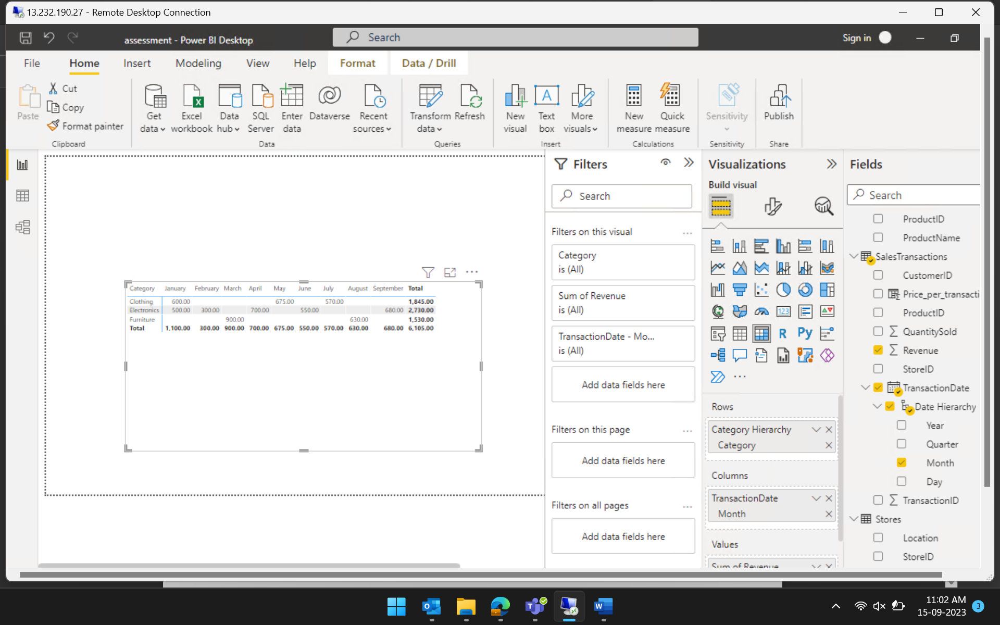 13.232.190.27 - Remote Desktop Connection
assessment - Power BI Desktop
Search
Sign in
File Home Insert Modeling View Help Format Data / Drill
Paste
Cut
Copy
Format painter
Clipboard
Get data
Excel workbook
Data hub
SQL Server
Enter data
Dataverse
Recent sources
Data
Transform data
Refresh
Queries
New visual
Text box
More visuals
Insert
New measure
Quick measure
Calculations
Sensitivity
Sensitivity
Publish
Share
Category January February March April May June July August September Total
Clothing 600.00 675.00 570.00 1,845.00
Electronics 500.00 300.00 700.00 550.00 680.00 2,730.00
Furniture 900.00 630.00 1,530.00
Total 1,100.00 300.00 900.00 700.00 675.00 550.00 570.00 630.00 680.00 6,105.00
Filters
Search
Filters on this visual
Category
is (All)
Sum of Revenue
is (All)
TransactionDate - Mo...
is (All)
Add data fields here
Filters on this page
Add data fields here
Filters on all pages
Add data fields here
Visualizations
Build visual
123
R
Py
Rows
Category Hierarchy
Category
Columns
TransactionDate
Month
Values
Sum of Revenue
Fields
Search
ProductID
ProductName
SalesTransactions
CustomerID
Price_per_transacti
ProductID
QuantitySold
Revenue
StoreID
TransactionDate
Date Hierarchy
Year
Quarter
Month
Day
TransactionID
Stores
Location
StoreID
11:02 AM
15-09-2023
3